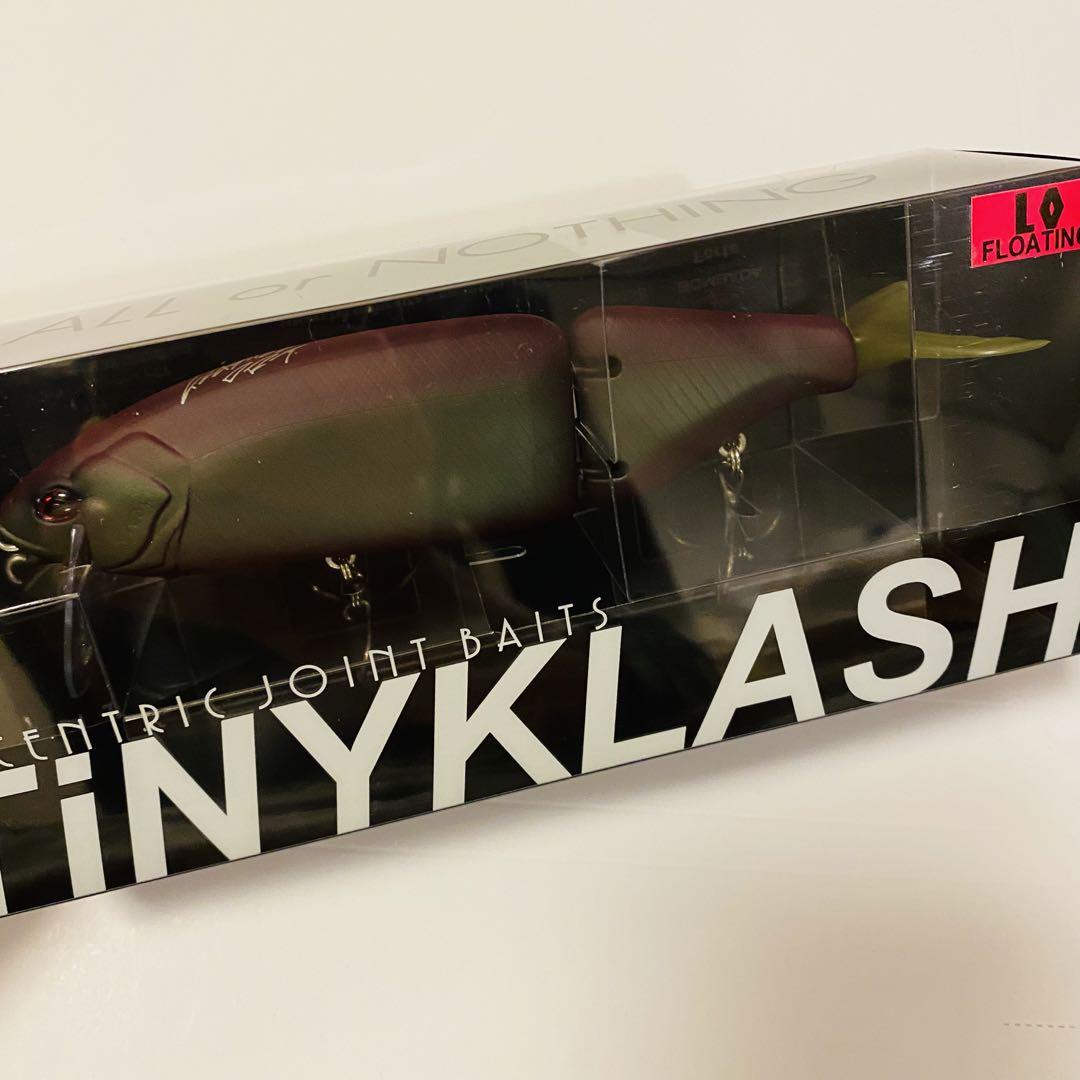 ALL or NOTHING
LO
FLOATING
CENTRIC JOINT BAITS
TiNYKLASH